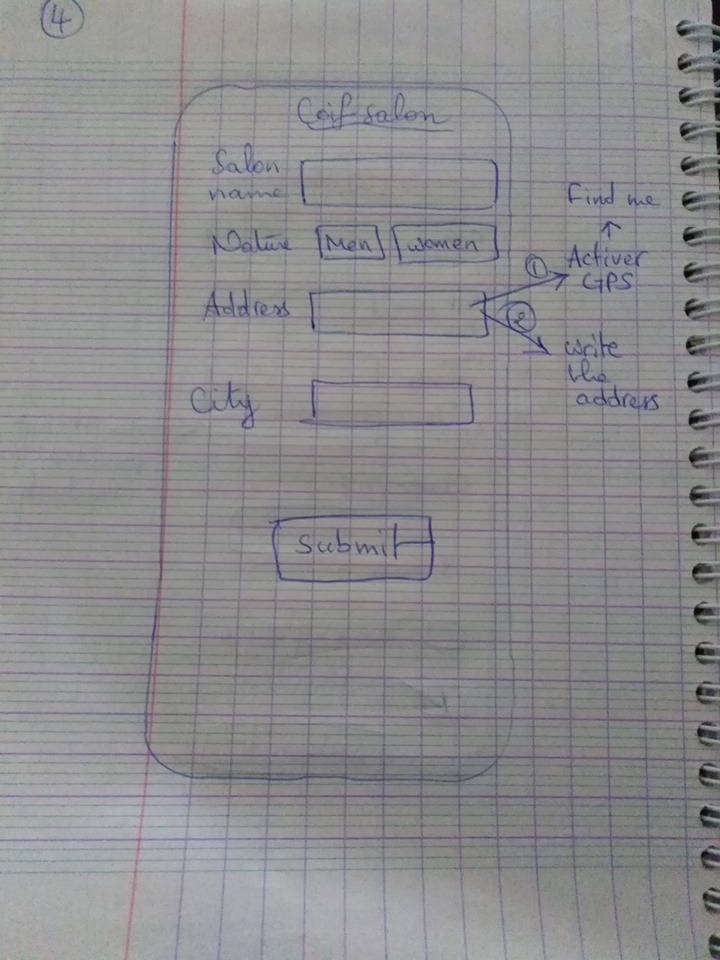 4
Coif salon
Salon
name
Nature Men Women
Address
City
Submit
1
Find me
Activer
GPS
2
write
the
address